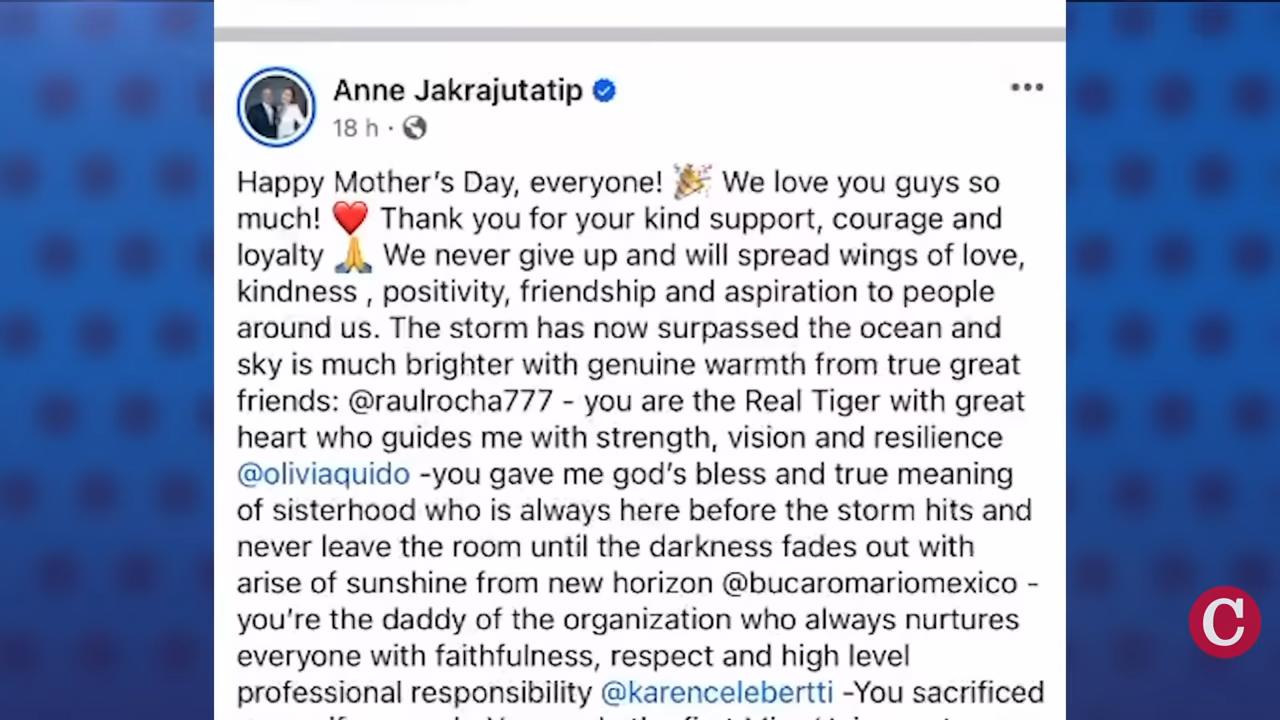 Anne Jakrajutatip
18 h ·
Happy Mother's Day, everyone! 🎉 We love you guys so
much! ❤️ Thank you for your kind support, courage and
loyalty 🙏 We never give up and will spread wings of love,
kindness , positivity, friendship and aspiration to people
around us. The storm has now surpassed the ocean and
sky is much brighter with genuine warmth from true great
friends: @raulrocha777 - you are the Real Tiger with great
heart who guides me with strength, vision and resilience
@oliviaquido -you gave me god's bless and true meaning
of sisterhood who is always here before the storm hits and
never leave the room until the darkness fades out with
arise of sunshine from new horizon @bucaromariomexico -
you're the daddy of the organization who always nurtures
everyone with faithfulness, respect and high level
professional responsibility @karencelebertti -You sacrificed
C